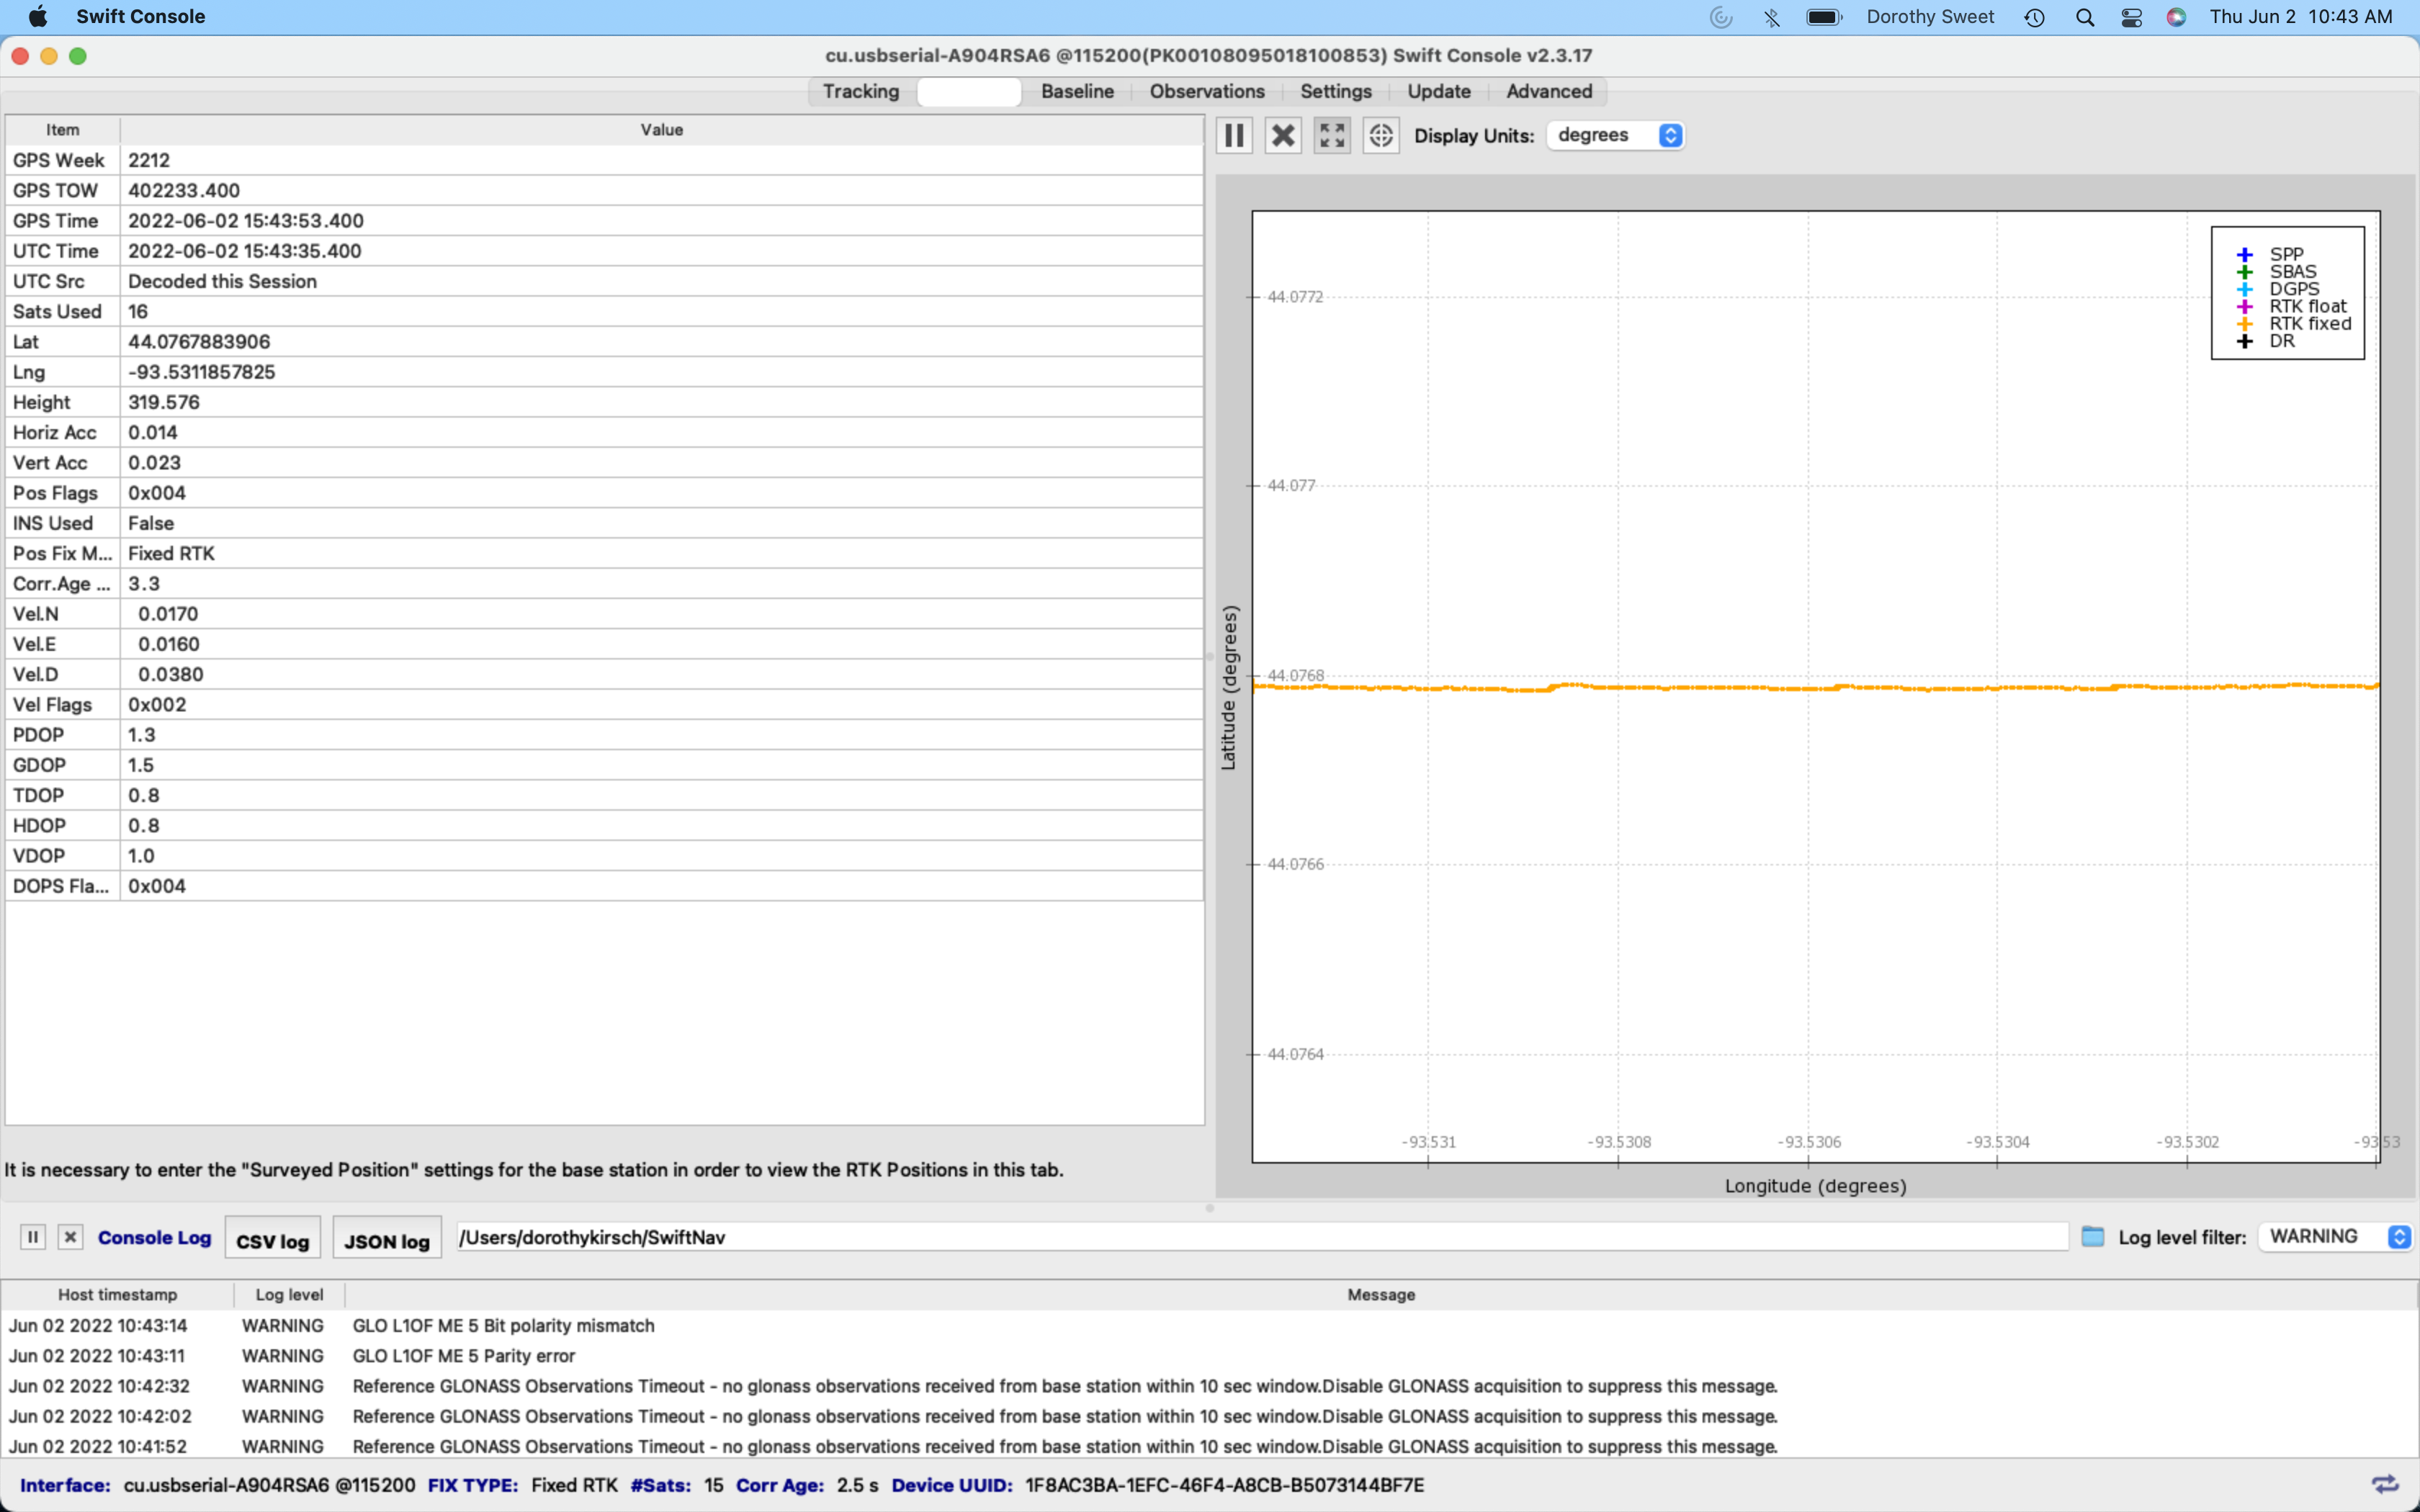 Swift Console Dorothy Sweet Thu Jun 2 10:43 AM
cu.usbserial-A904RSA6 @115200(PK00108095018100853) Swift Console v2.3.17
Tracking Baseline Observations Settings Update Advanced
Item Value
GPS Week 2212
GPS TOW 402233.400
GPS Time 2022-06-02 15:43:53.400
UTC Time 2022-06-02 15:43:35.400
UTC Src Decoded this Session
Sats Used 16
Lat 44.0767883906
Lng -93.5311857825
Height 319.576
Horiz Acc 0.014
Vert Acc 0.023
Pos Flags 0x004
INS Used False
Pos Fix M... Fixed RTK
Corr.Age ... 3.3
Vel.N 0.0170
Vel.E 0.0160
Vel.D 0.0380
Vel Flags 0x002
PDOP 1.3
GDOP 1.5
TDOP 0.8
HDOP 0.8
VDOP 1.0
DOPS Fla... 0x004
It is necessary to enter the "Surveyed Position" settings for the base station in order to view the RTK Positions in this tab.
Display Units: degrees
SPP
SBAS
DGPS
RTK float
RTK fixed
DR
44.0772
44.077
44.0768
44.0766
44.0764
Latitude (degrees)
-93.531 -93.5308 -93.5306 -93.5304 -93.5302 -93.53
Longitude (degrees)
Console Log CSV log JSON log /Users/dorothykirsch/SwiftNav Log level filter: WARNING
Host timestamp Log level Message
Jun 02 2022 10:43:14 WARNING GLO L1OF ME 5 Bit polarity mismatch
Jun 02 2022 10:43:11 WARNING GLO L1OF ME 5 Parity error
Jun 02 2022 10:42:32 WARNING Reference GLONASS Observations Timeout - no glonass observations received from base station within 10 sec window.Disable GLONASS acquisition to suppress this message.
Jun 02 2022 10:42:02 WARNING Reference GLONASS Observations Timeout - no glonass observations received from base station within 10 sec window.Disable GLONASS acquisition to suppress this message.
Jun 02 2022 10:41:52 WARNING Reference GLONASS Observations Timeout - no glonass observations received from base station within 10 sec window.Disable GLONASS acquisition to suppress this message.
Interface: cu.usbserial-A904RSA6 @115200 FIX TYPE: Fixed RTK #Sats: 15 Corr Age: 2.5 s Device UUID: 1F8AC3BA-1EFC-46F4-A8CB-B5073144BF7E